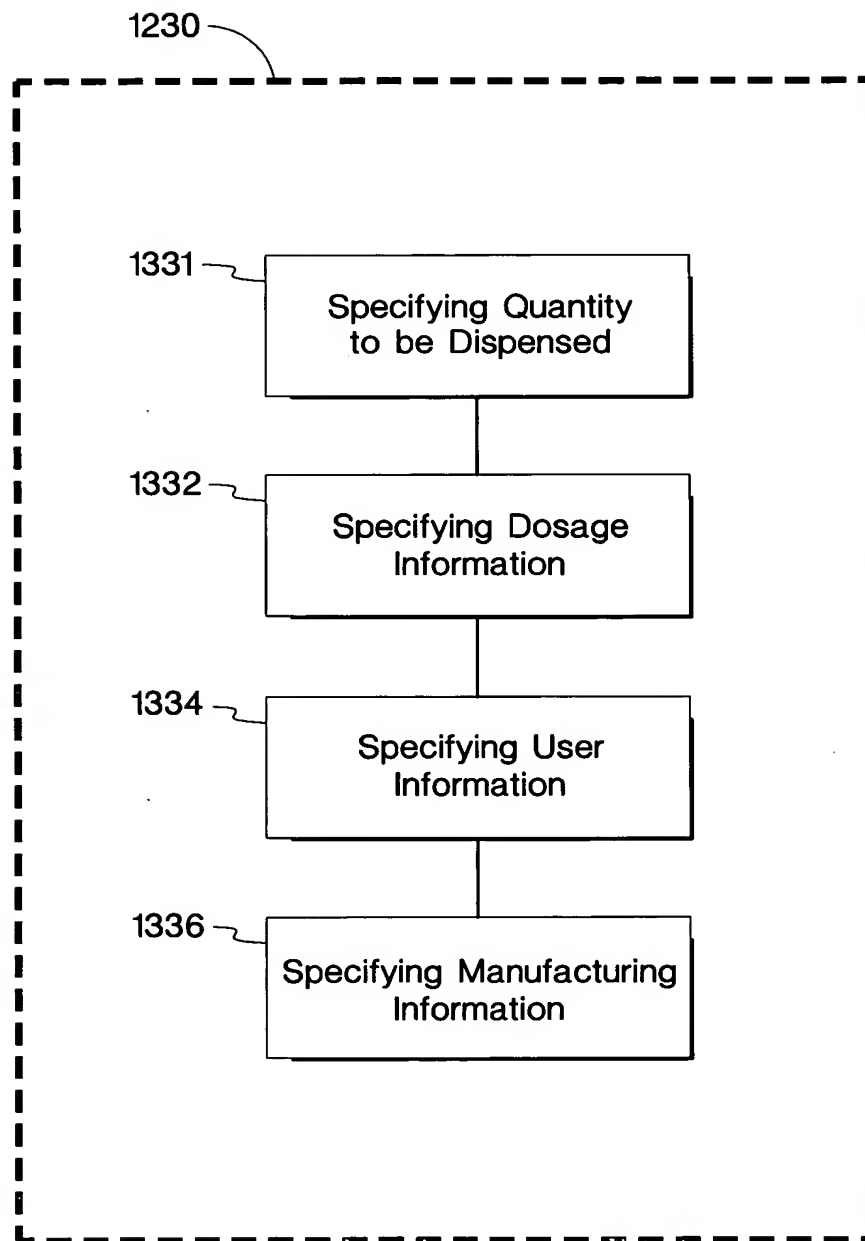 1230
1331
Specifying Quantity
to be Dispensed
1332
Specifying Dosage
Information
1334
Specifying User
Information
1336
Specifying Manufacturing
Information